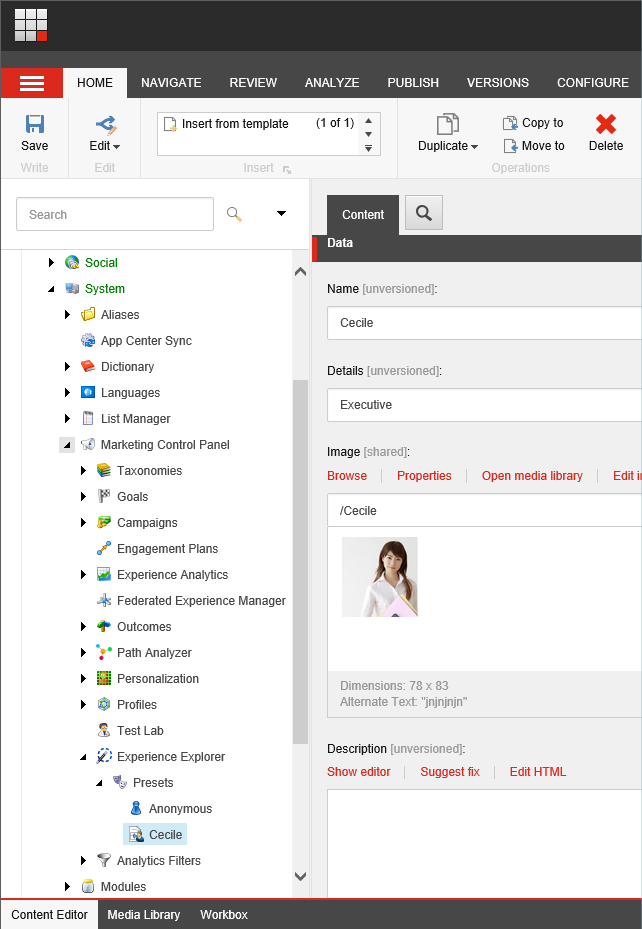 HOME NAVIGATE REVIEW ANALYZE PUBLISH VERSIONS CONFIGURE
Save
Write
Edit
Edit
Insert from template (1 of 1)
Insert
Duplicate
Copy to
Move to
Delete
Operations
Search
Social
System
Aliases
App Center Sync
Dictionary
Languages
List Manager
Marketing Control Panel
Taxonomies
Goals
Campaigns
Engagement Plans
Experience Analytics
Federated Experience Manager
Outcomes
Path Analyzer
Personalization
Profiles
Test Lab
Experience Explorer
Presets
Anonymous
Cecile
Analytics Filters
Modules
Content
Data
Name [unversioned]:
Cecile
Details [unversioned]:
Executive
Image [shared]:
Browse Properties Open media library Edit i
/Cecile
Dimensions: 78 x 83
Alternate Text: "jnjnjnjn"
Description [unversioned]:
Show editor Suggest fix Edit HTML
Content Editor Media Library Workbox